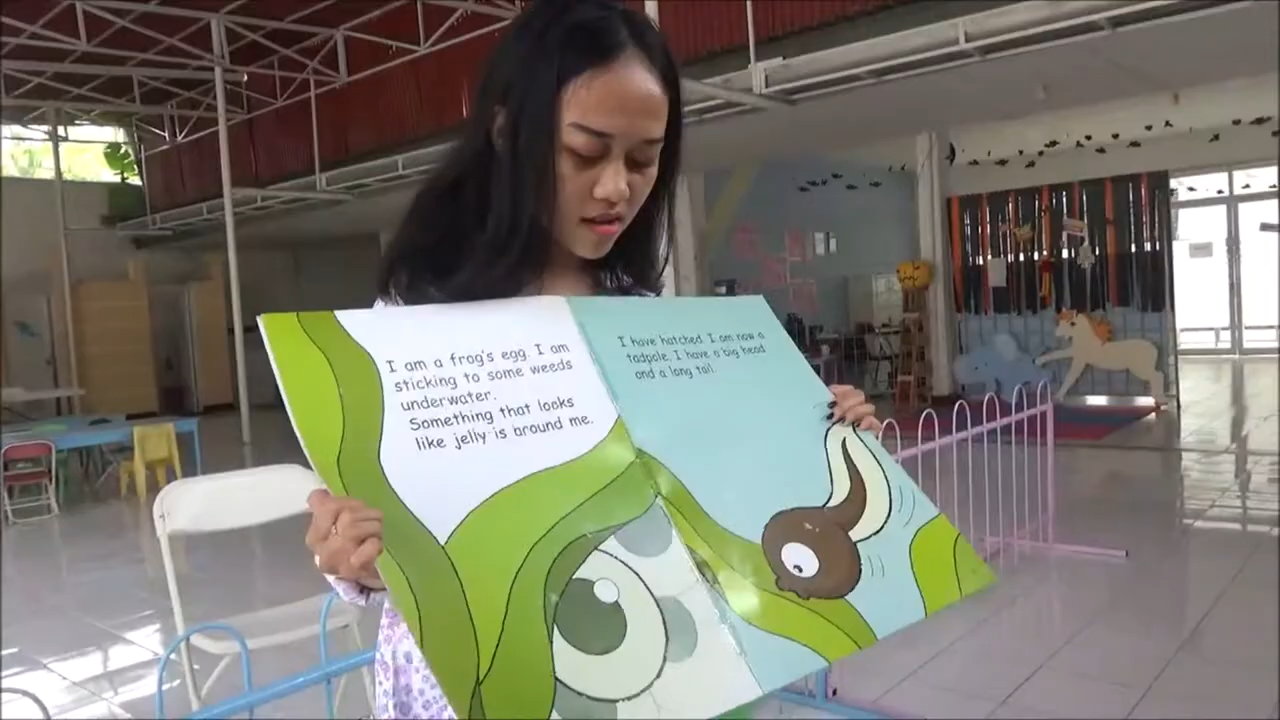 I am a frog's egg. I am
sticking to some weeds
underwater.
Something that looks
like jelly is around me.
I have hatched. I am now a
tadpole. I have a big head
and a long tail.